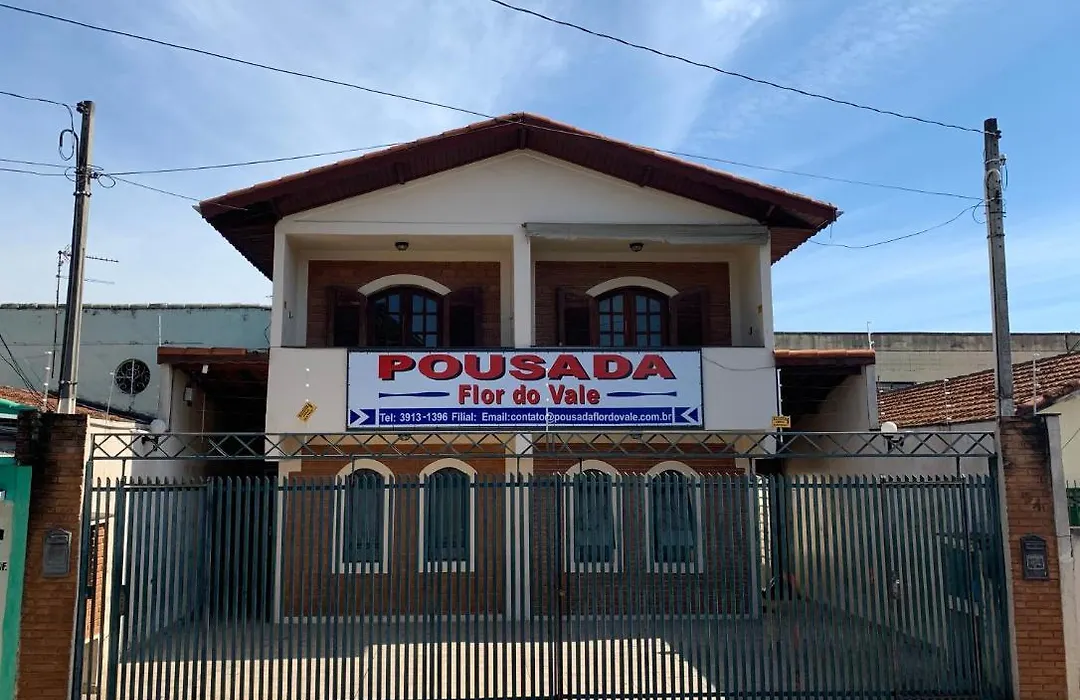 POUSADA
Flor do Vale
Tel: 3913-1396 Filial: Email:contato@pousadaflordovale.com.br